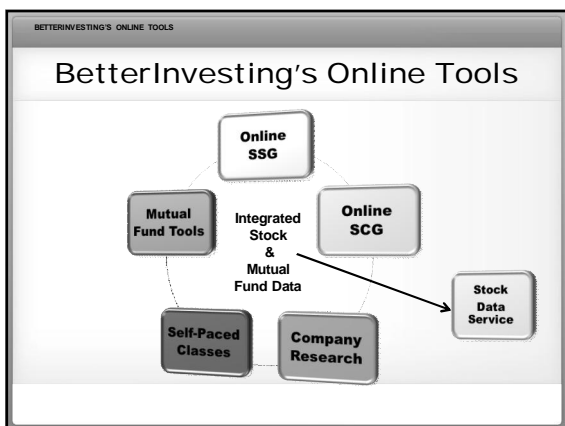 BETTERINVESTING'S ONLINE TOOLS
BetterInvesting's Online Tools
Online
SSG
Mutual
Fund Tools
Integrated
Stock
&
Mutual
Fund Data
Online
SCG
Stock
Data
Service
Self-Paced
Classes
Company
Research